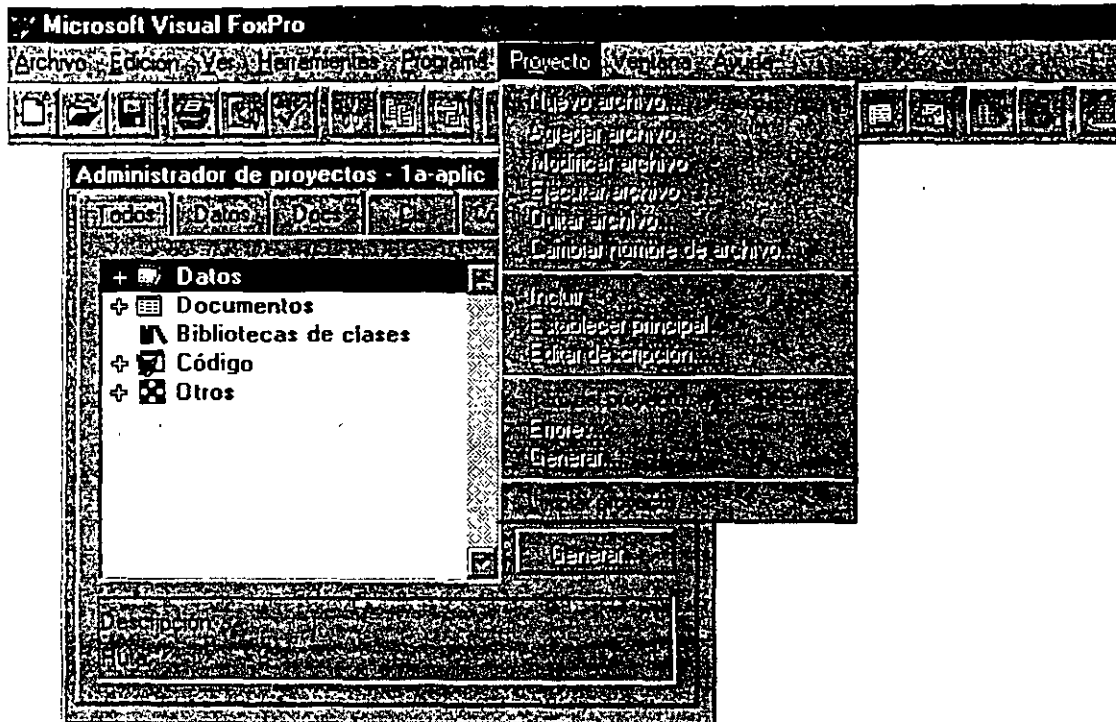 Microsoft Visual FoxPro
Archivo Edición Ver Herramientas Programa Proyecto Ventana Ayuda
Nuevo archivo...
Agregar archivo...
Modificar archivo
Ejecutar archivo
Quitar archivo...
Cambiar nombre de archivo...
Incluir
Establecer principal
Editar descripción...
Errores...
Generar...
Administrador de proyectos - 1a-aplic
Todos Datos Docs
Datos
Documentos
Bibliotecas de clases
Código
Otros
Generar...
Descripción:
Ruta: